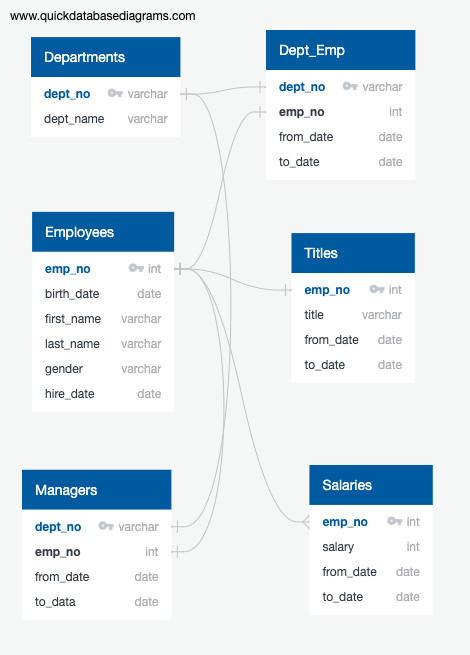 www.quickdatabasediagrams.com
Departments
dept_no varchar
dept_name varchar
Dept_Emp
dept_no varchar
emp_no int
from_date date
to_date date
Employees
emp_no int
birth_date date
first_name varchar
last_name varchar
gender varchar
hire_date date
Titles
emp_no int
title varchar
from_date date
to_date date
Managers
dept_no varchar
emp_no int
from_date date
to_data date
Salaries
emp_no int
salary int
from_date date
to_date date